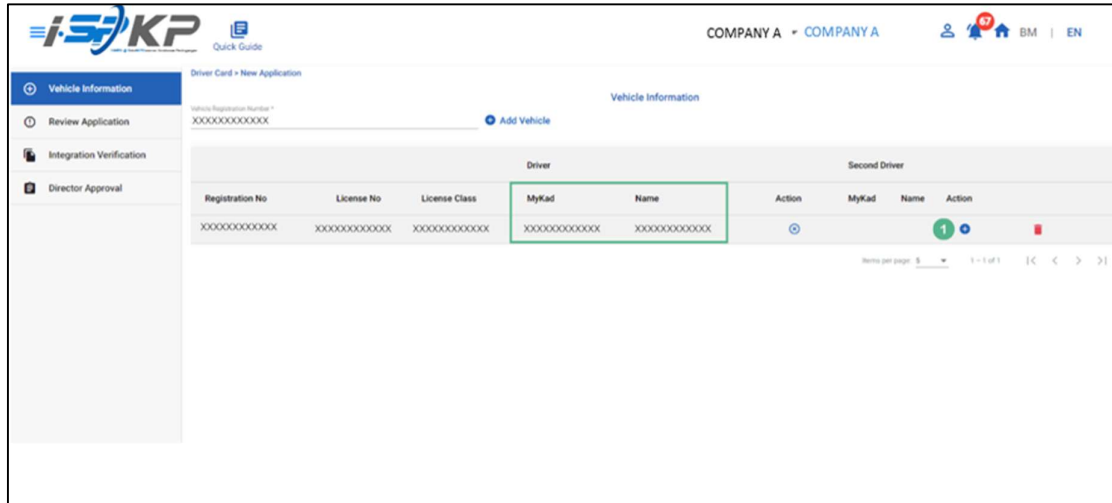 i-SPKP
Quick Guide
COMPANY A
COMPANY A
67
BM | EN
Vehicle Information
Review Application
Integration Verification
Director Approval
Driver Card > New Application
Vehicle Information
Vehicle Registration Number *
XXXXXXXXXXXX
Add Vehicle
Driver
Second Driver
Registration No
License No
License Class
MyKad
Name
Action
MyKad
Name
Action
XXXXXXXXXXXX
XXXXXXXXXXXX
XXXXXXXXXXXX
XXXXXXXXXXXX
XXXXXXXXXXXX
1
Items per page: 5
1 – 1 of 1